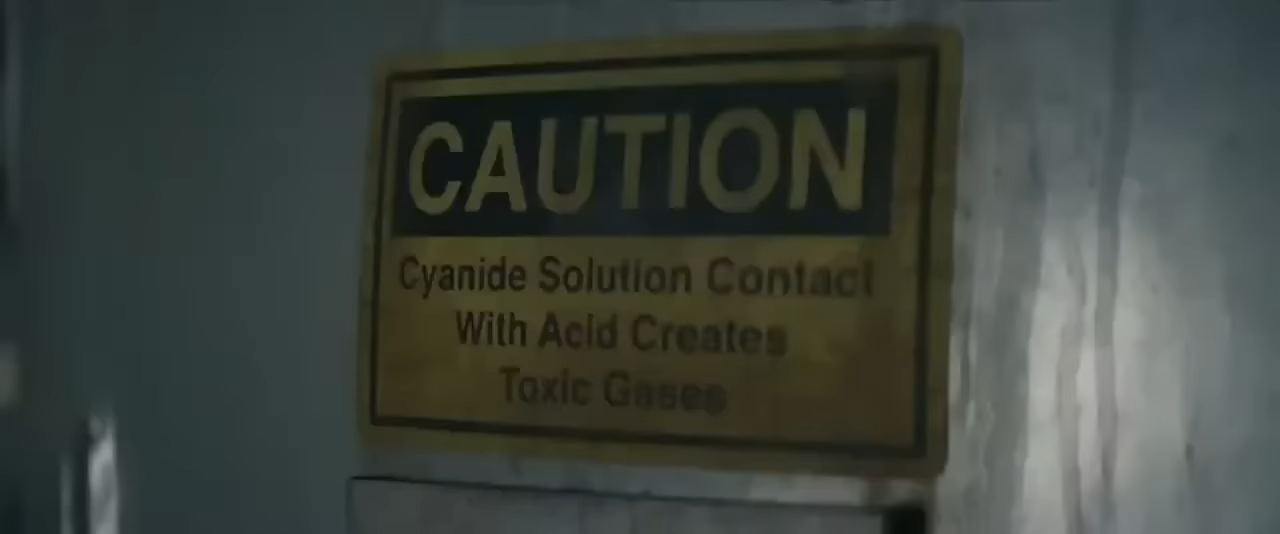 CAUTION
Cyanide Solution Contact
With Acid Creates
Toxic Gases